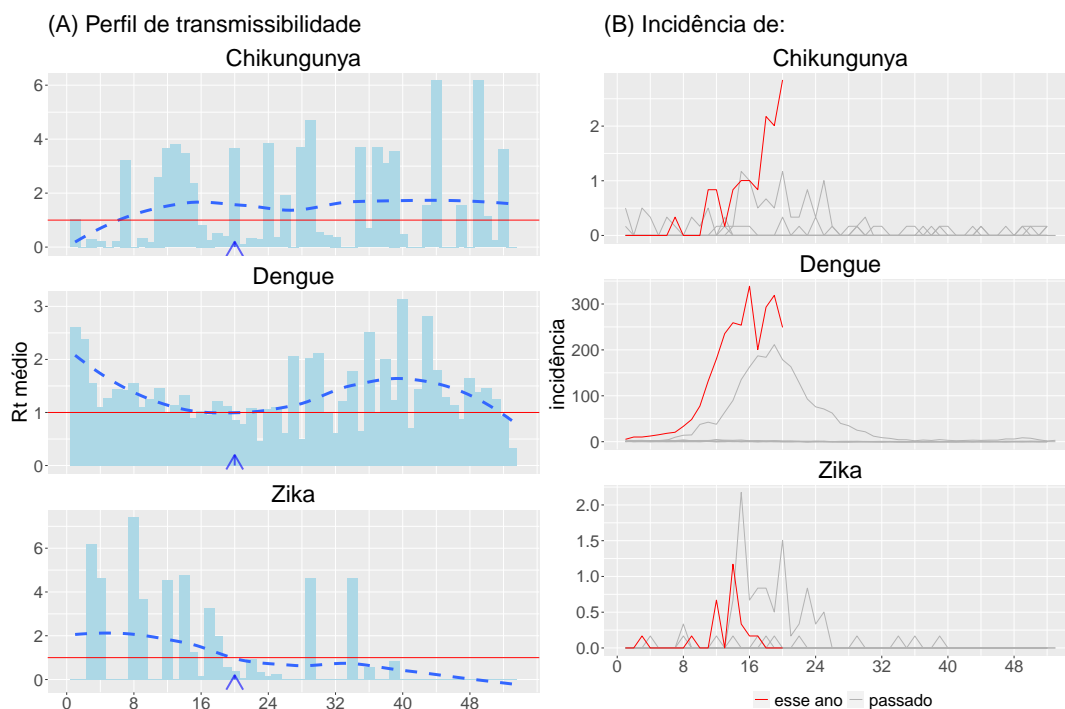 (A) Perfil de transmissibilidade
Chikungunya
6
4
2
0
Dengue
3
2
1
0
Rt médio
Zika
6
4
2
0
0 8 16 24 32 40 48
(B) Incidência de:
Chikungunya
2
1
0
Dengue
300
200
100
0
incidência
Zika
2.0
1.5
1.0
0.5
0.0
0 8 16 24 32 40 48
esse ano passado